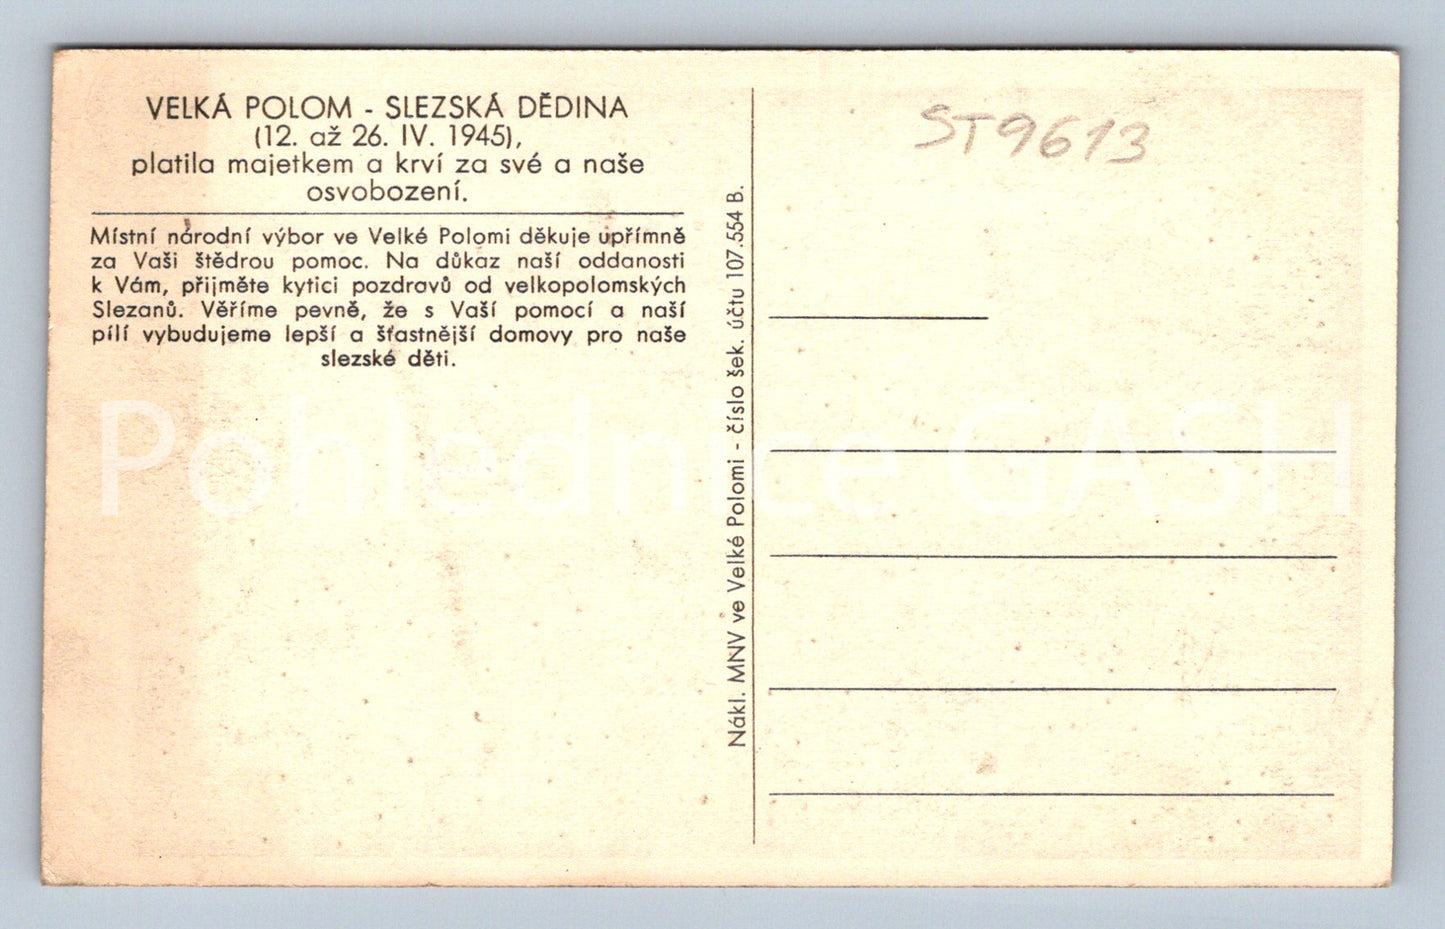 VELKÁ POLOM - SLEZSKÁ DĚDINA
(12. až 26. IV. 1945),
platila majetkem a krví za své a naše
osvobození.
Místní národní výbor ve Velké Polomi děkuje upřímně
za Vaši štědrou pomoc. Na důkaz naší oddanosti
k Vám, přijměte kytici pozdravů od velkopolomských
Slezanů. Věříme pevně, že s Vaší pomocí a naší
pílí vybudujeme lepší a šťastnější domovy pro naše
slezské děti.
Nákl. MNV ve Velké Polomi - číslo šek. účtu 107.554 B.
ST9613
Pohlednice GASH